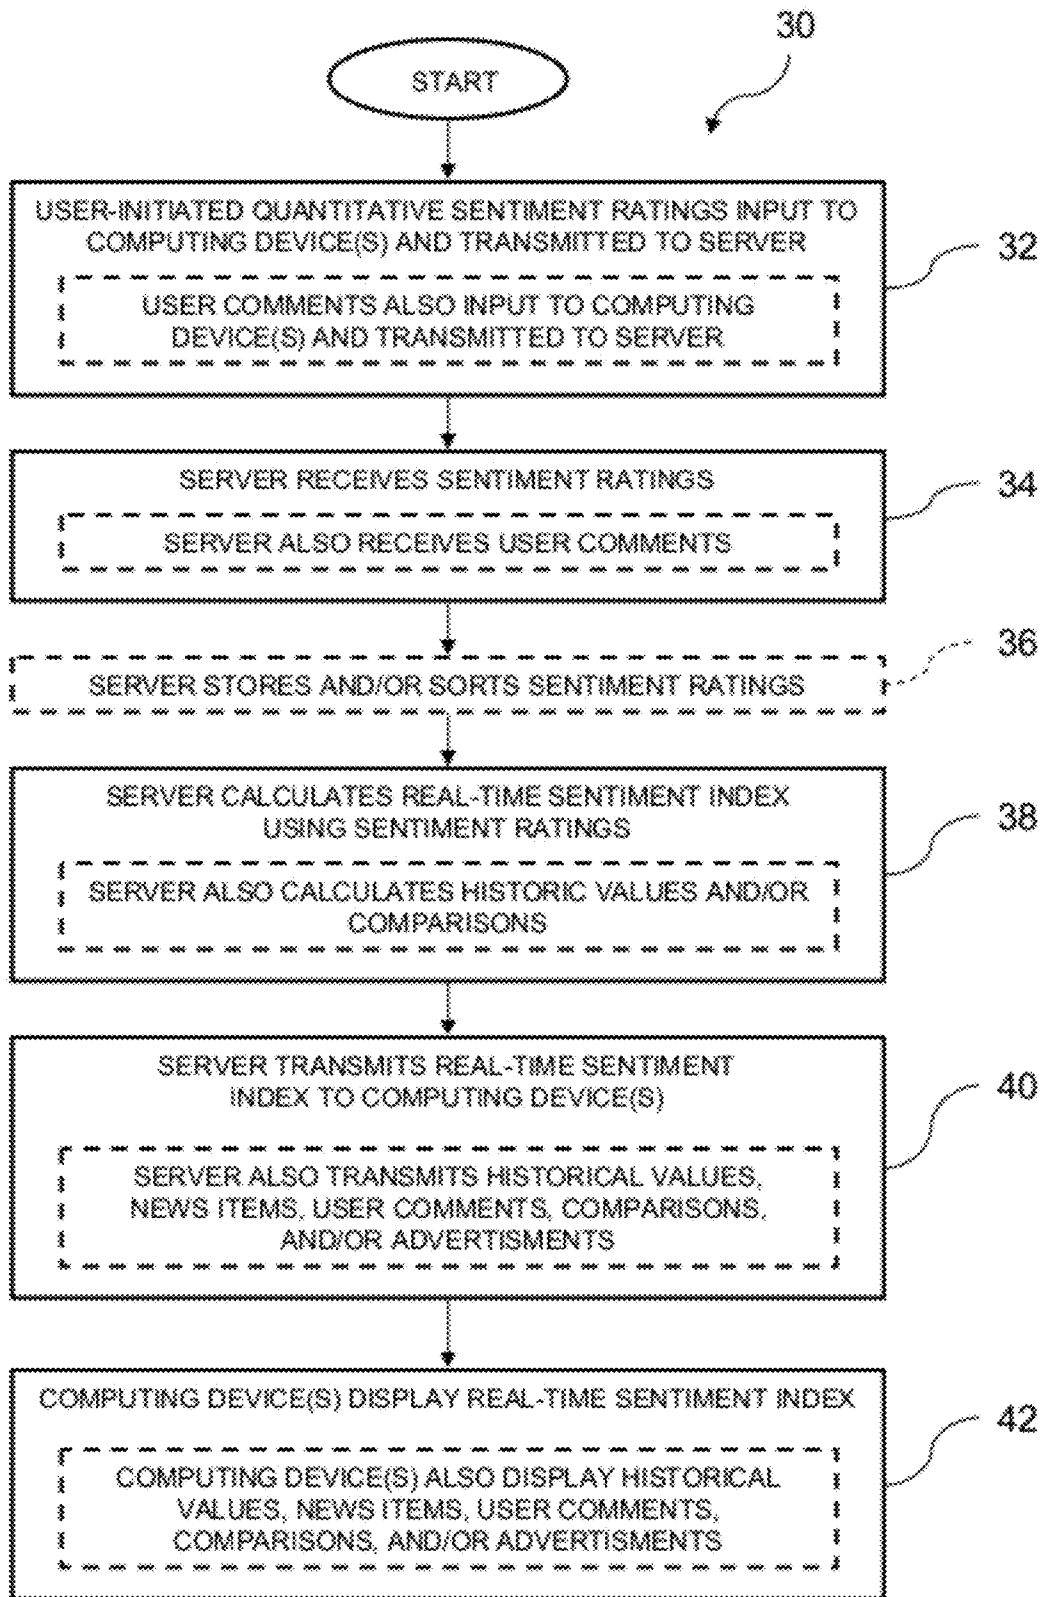 30
START
USER-INITIATED QUANTITATIVE SENTIMENT RATINGS INPUT TO
COMPUTING DEVICE(S) AND TRANSMITTED TO SERVER
32
USER COMMENTS ALSO INPUT TO COMPUTING
DEVICE(S) AND TRANSMITTED TO SERVER
SERVER RECEIVES SENTIMENT RATINGS
34
SERVER ALSO RECEIVES USER COMMENTS
36
SERVER STORES AND/OR SORTS SENTIMENT RATINGS
SERVER CALCULATES REAL-TIME SENTIMENT INDEX
USING SENTIMENT RATINGS
38
SERVER ALSO CALCULATES HISTORIC VALUES AND/OR
COMPARISONS
SERVER TRANSMITS REAL-TIME SENTIMENT
INDEX TO COMPUTING DEVICE(S)
40
SERVER ALSO TRANSMITS HISTORICAL VALUES,
NEWS ITEMS, USER COMMENTS, COMPARISONS,
AND/OR ADVERTISMENTS
COMPUTING DEVICE(S) DISPLAY REAL-TIME SENTIMENT INDEX
42
COMPUTING DEVICE(S) ALSO DISPLAY HISTORICAL
VALUES, NEWS ITEMS, USER COMMENTS,
COMPARISONS, AND/OR ADVERTISMENTS